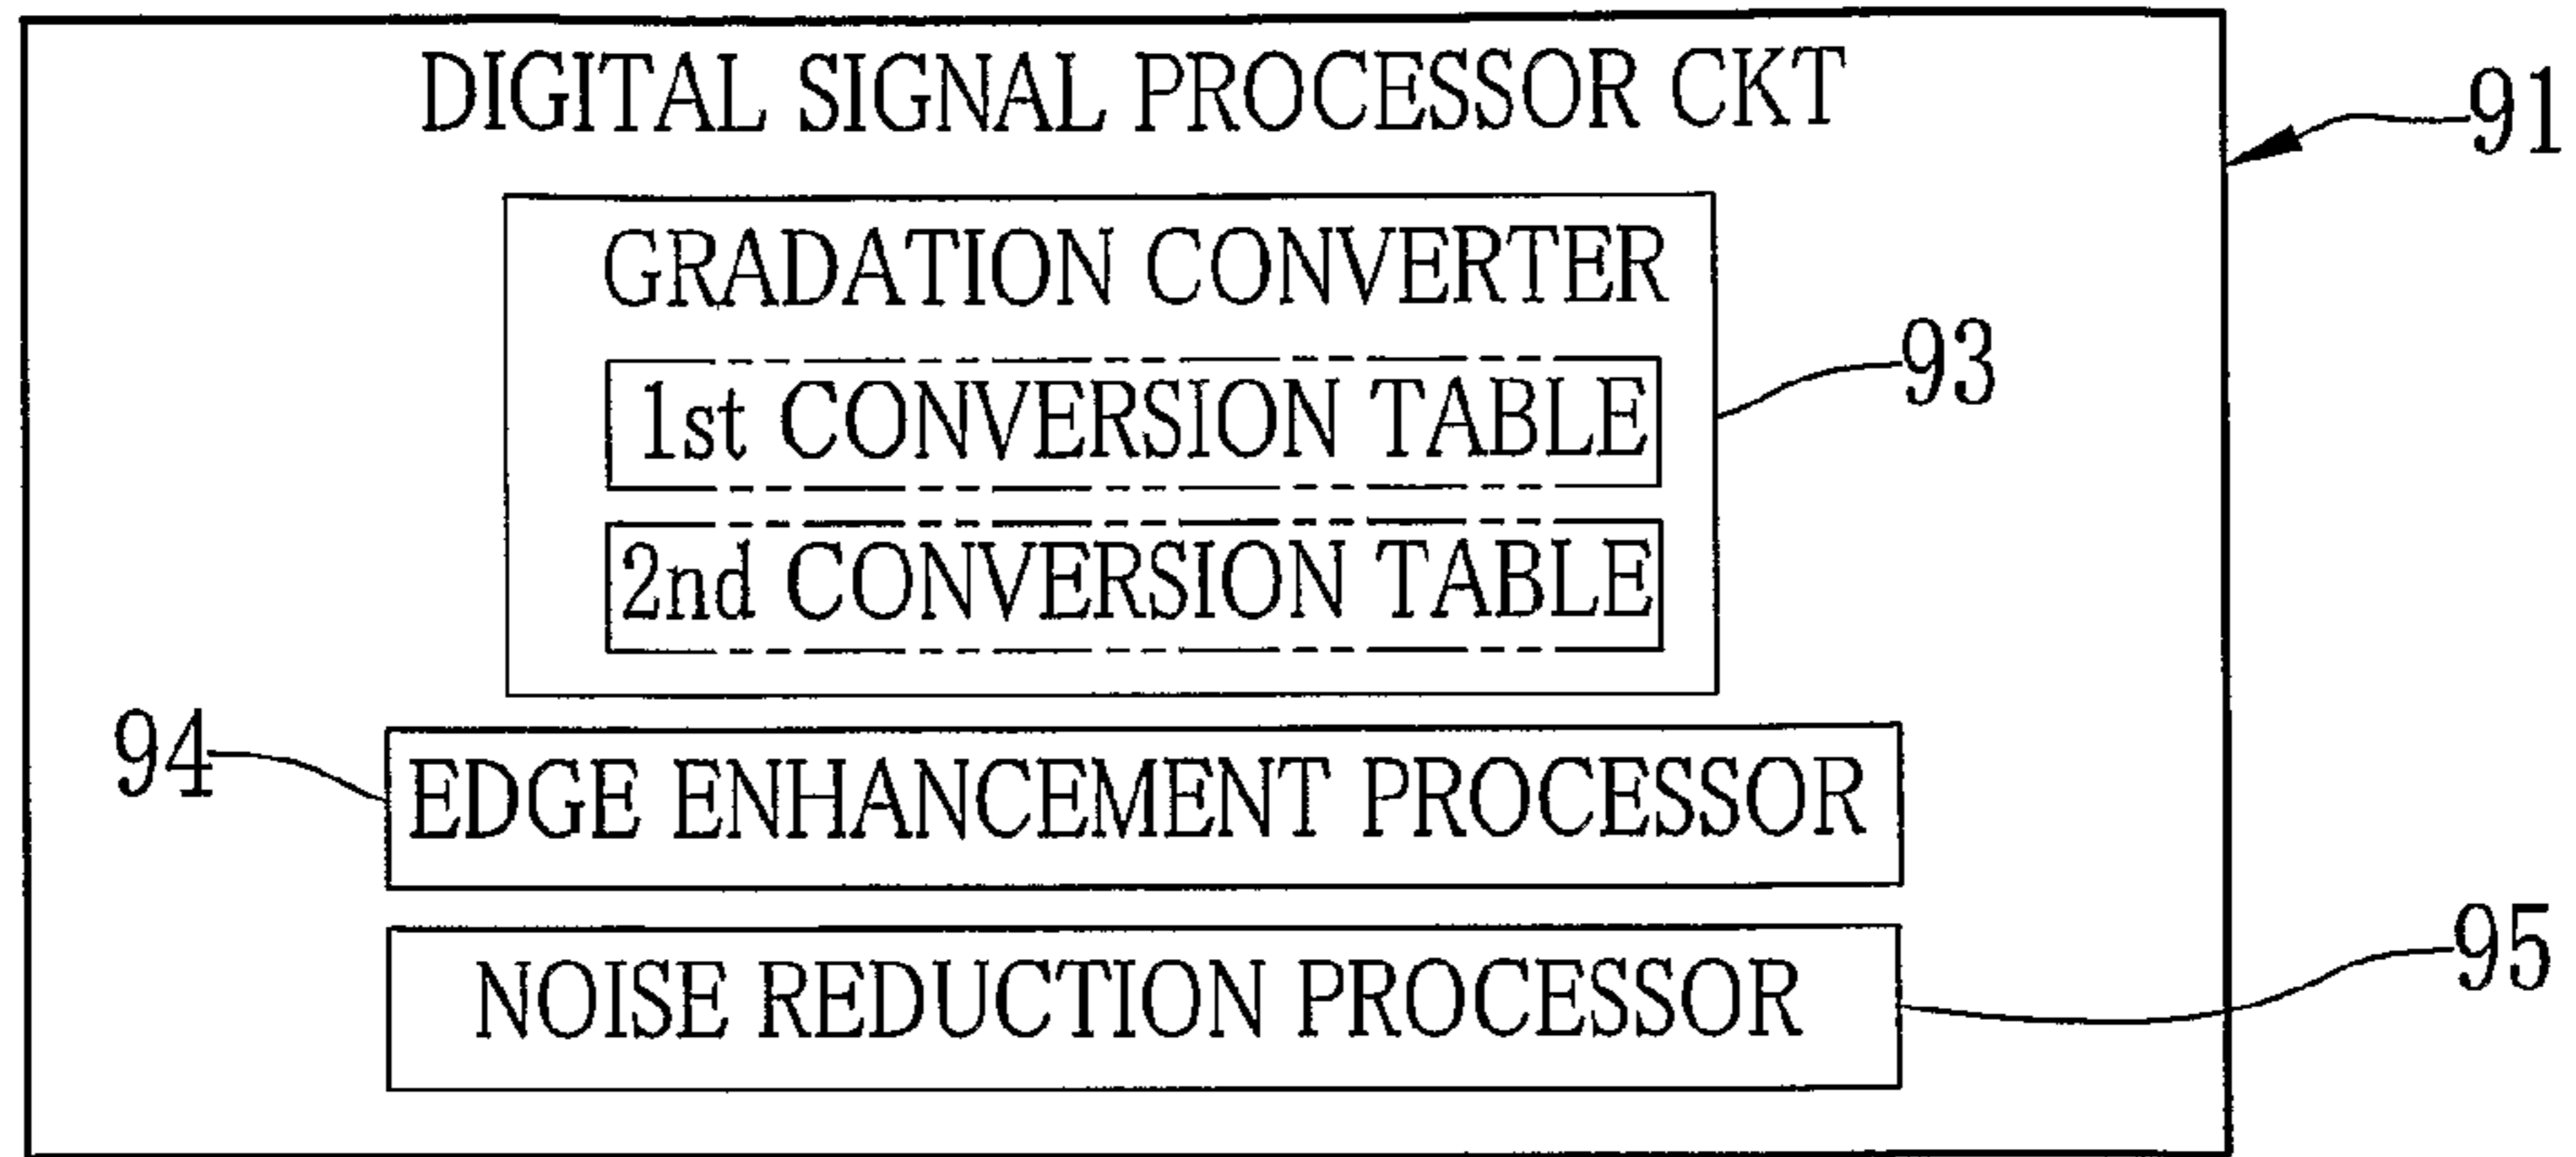 DIGITAL SIGNAL PROCESSOR CKT
91
GRADATION CONVERTER
93
1st CONVERSION TABLE
2nd CONVERSION TABLE
94
EDGE ENHANCEMENT PROCESSOR
NOISE REDUCTION PROCESSOR
95